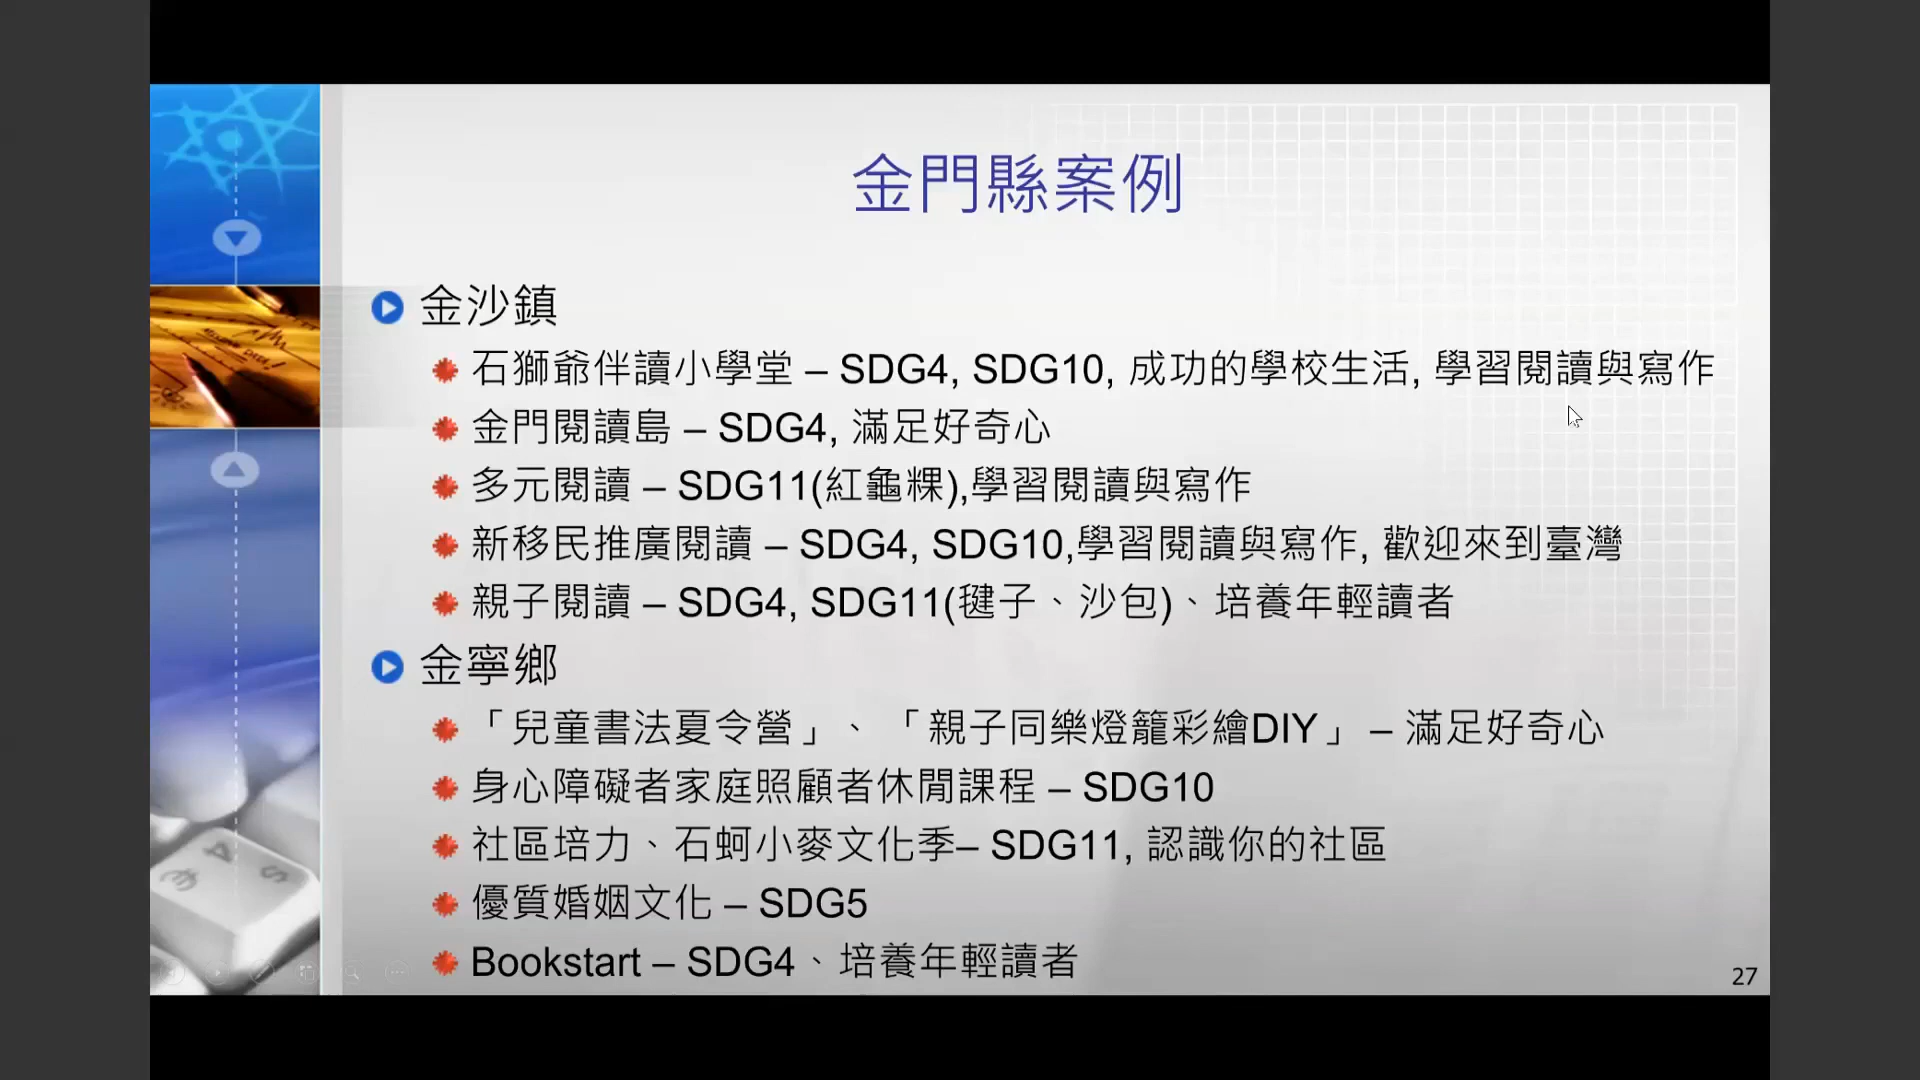 金門縣案例
金沙鎮
石獅爺伴讀小學堂 – SDG4, SDG10, 成功的學校生活, 學習閱讀與寫作
金門閱讀島 – SDG4, 滿足好奇心
多元閱讀 – SDG11(紅龜粿),學習閱讀與寫作
新移民推廣閱讀 – SDG4, SDG10,學習閱讀與寫作, 歡迎來到臺灣
親子閱讀 – SDG4, SDG11(毽子、沙包)、培養年輕讀者
金寧鄉
「兒童書法夏令營」、「親子同樂燈籠彩繪DIY」 – 滿足好奇心
身心障礙者家庭照顧者休閒課程 – SDG10
社區培力、石蚵小麥文化季– SDG11, 認識你的社區
優質婚姻文化 – SDG5
Bookstart – SDG4、培養年輕讀者
27